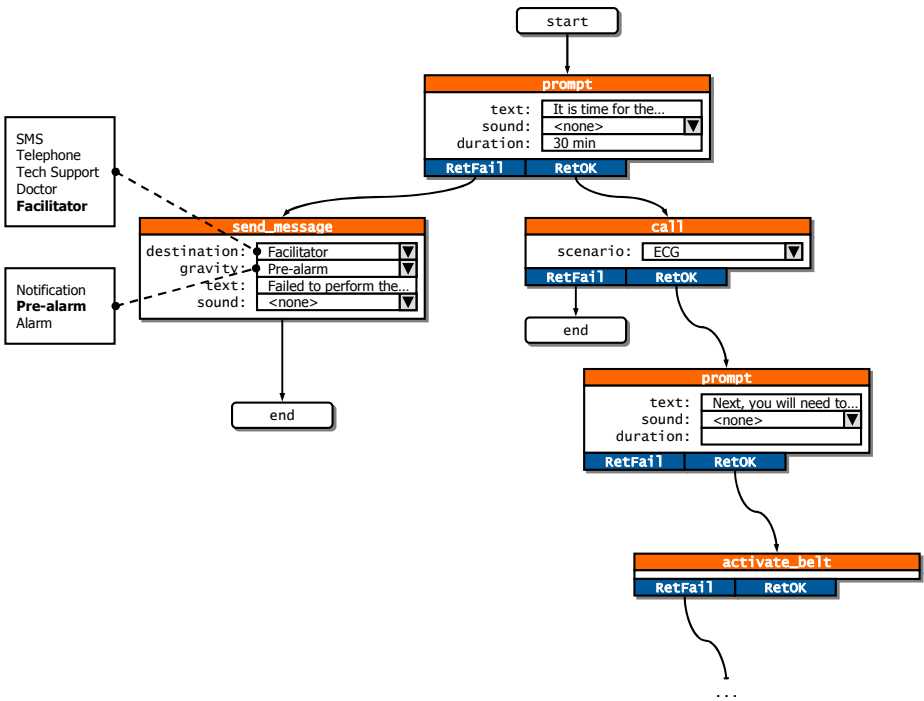 start
prompt
text: It is time for the...
sound: <none>
duration: 30 min
RetFail RetOK
SMS
Telephone
Tech Support
Doctor
Facilitator
send_message
destination: Facilitator
gravity: Pre-alarm
text: Failed to perform the...
sound: <none>
call
scenario: ECG
RetFail RetOK
Notification
Pre-alarm
Alarm
end
end
prompt
text: Next, you will need to...
sound: <none>
duration:
RetFail RetOK
activate_belt
RetFail RetOK
...